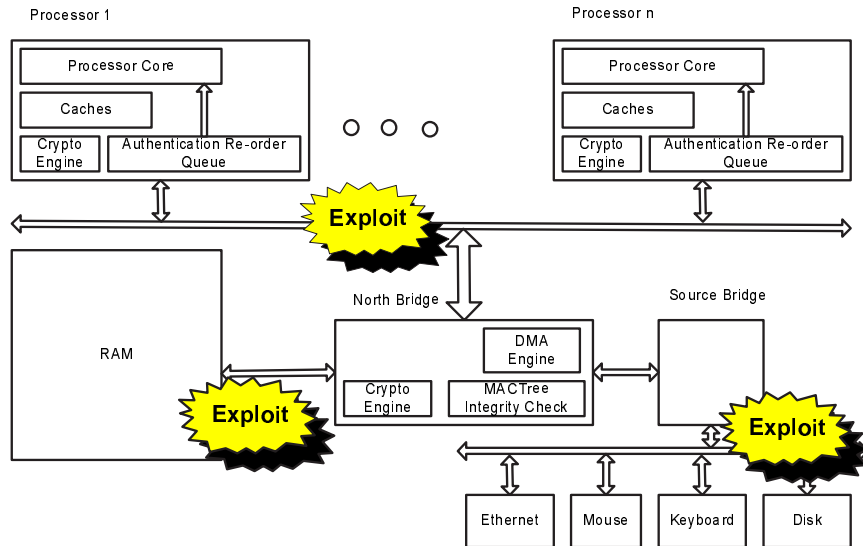 Processor 1
Processor n
Processor Core
Caches
Crypto
Engine
Authentication Re-order
Queue
Processor Core
Caches
Crypto
Engine
Authentication Re-order
Queue
Exploit
North Bridge
Source Bridge
RAM
DMA
Engine
Crypto
Engine
MACTree
Integrity Check
Exploit
Exploit
Ethernet
Mouse
Keyboard
Disk